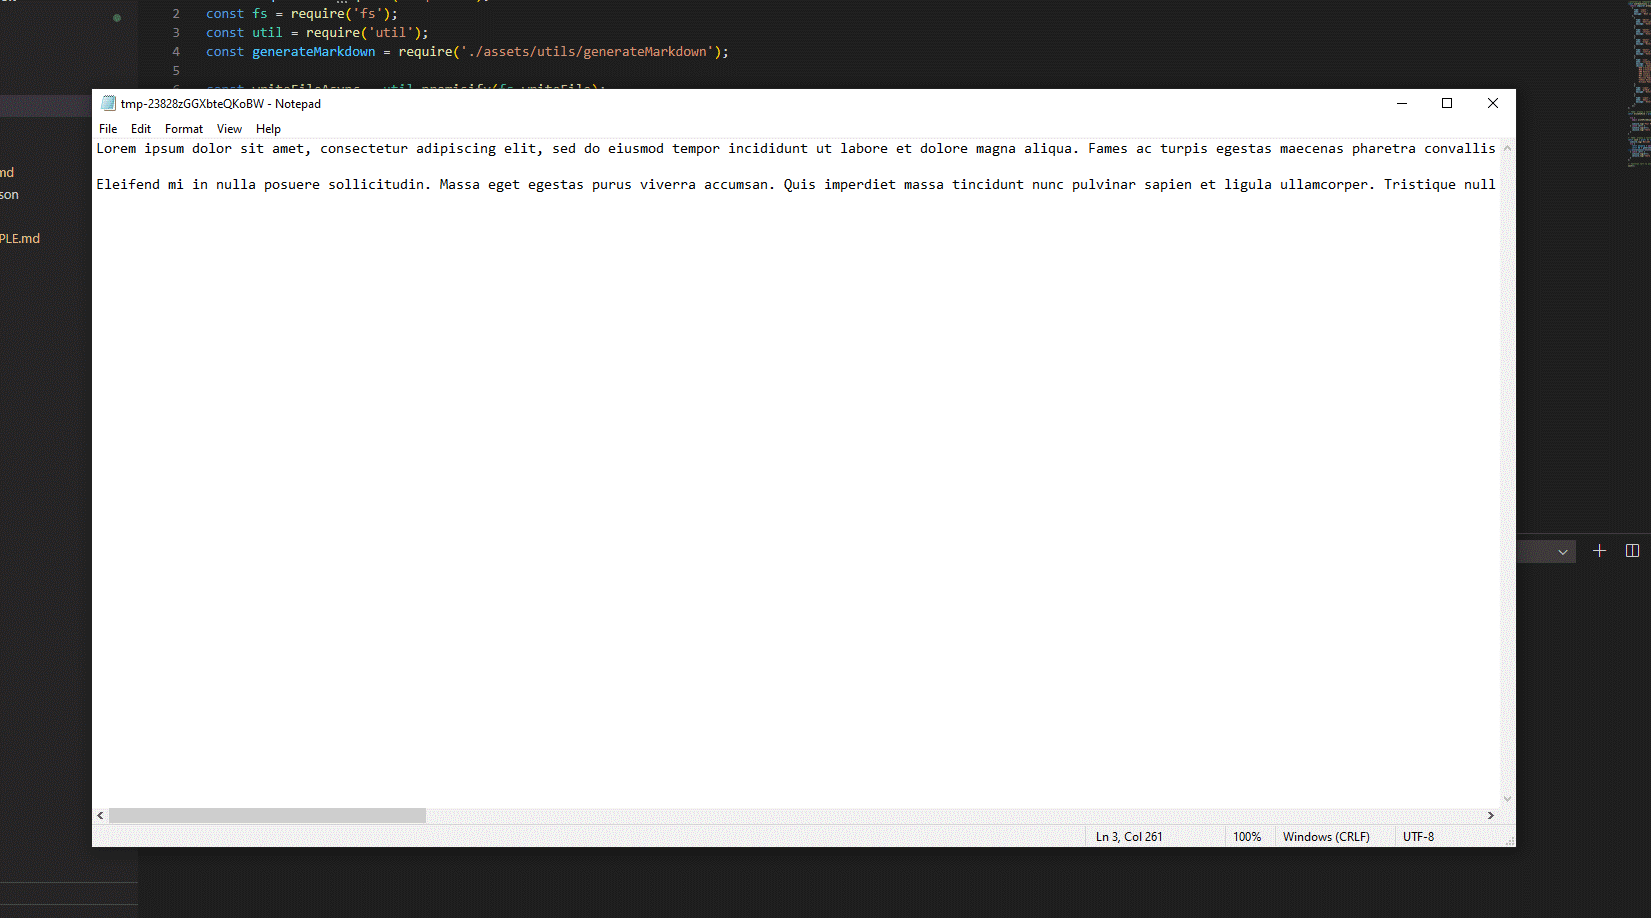 2 const fs = require('fs');
3 const util = require('util');
4 const generateMarkdown = require('./assets/utils/generateMarkdown');
5
tmp-23828zGGXbteQKoBW - Notepad
File Edit Format View Help
Lorem ipsum dolor sit amet, consectetur adipiscing elit, sed do eiusmod tempor incididunt ut labore et dolore magna aliqua. Fames ac turpis egestas maecenas pharetra convallis
md
Eleifend mi in nulla posuere sollicitudin. Massa eget egestas purus viverra accumsan. Quis imperdiet massa tincidunt nunc pulvinar sapien et ligula ullamcorper. Tristique null
son
PLE.md
Ln 3, Col 261 100% Windows (CRLF) UTF-8